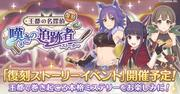 王都の名探偵
嘆きの追跡者
「復刻ストーリーイベント」開催予定!
王都で巻き起こる本格ミステリーをお楽しみに!